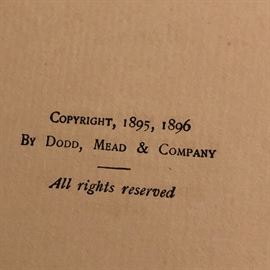 Copyright, 1895, 1896
By Dodd, Mead & Company
All rights reserved